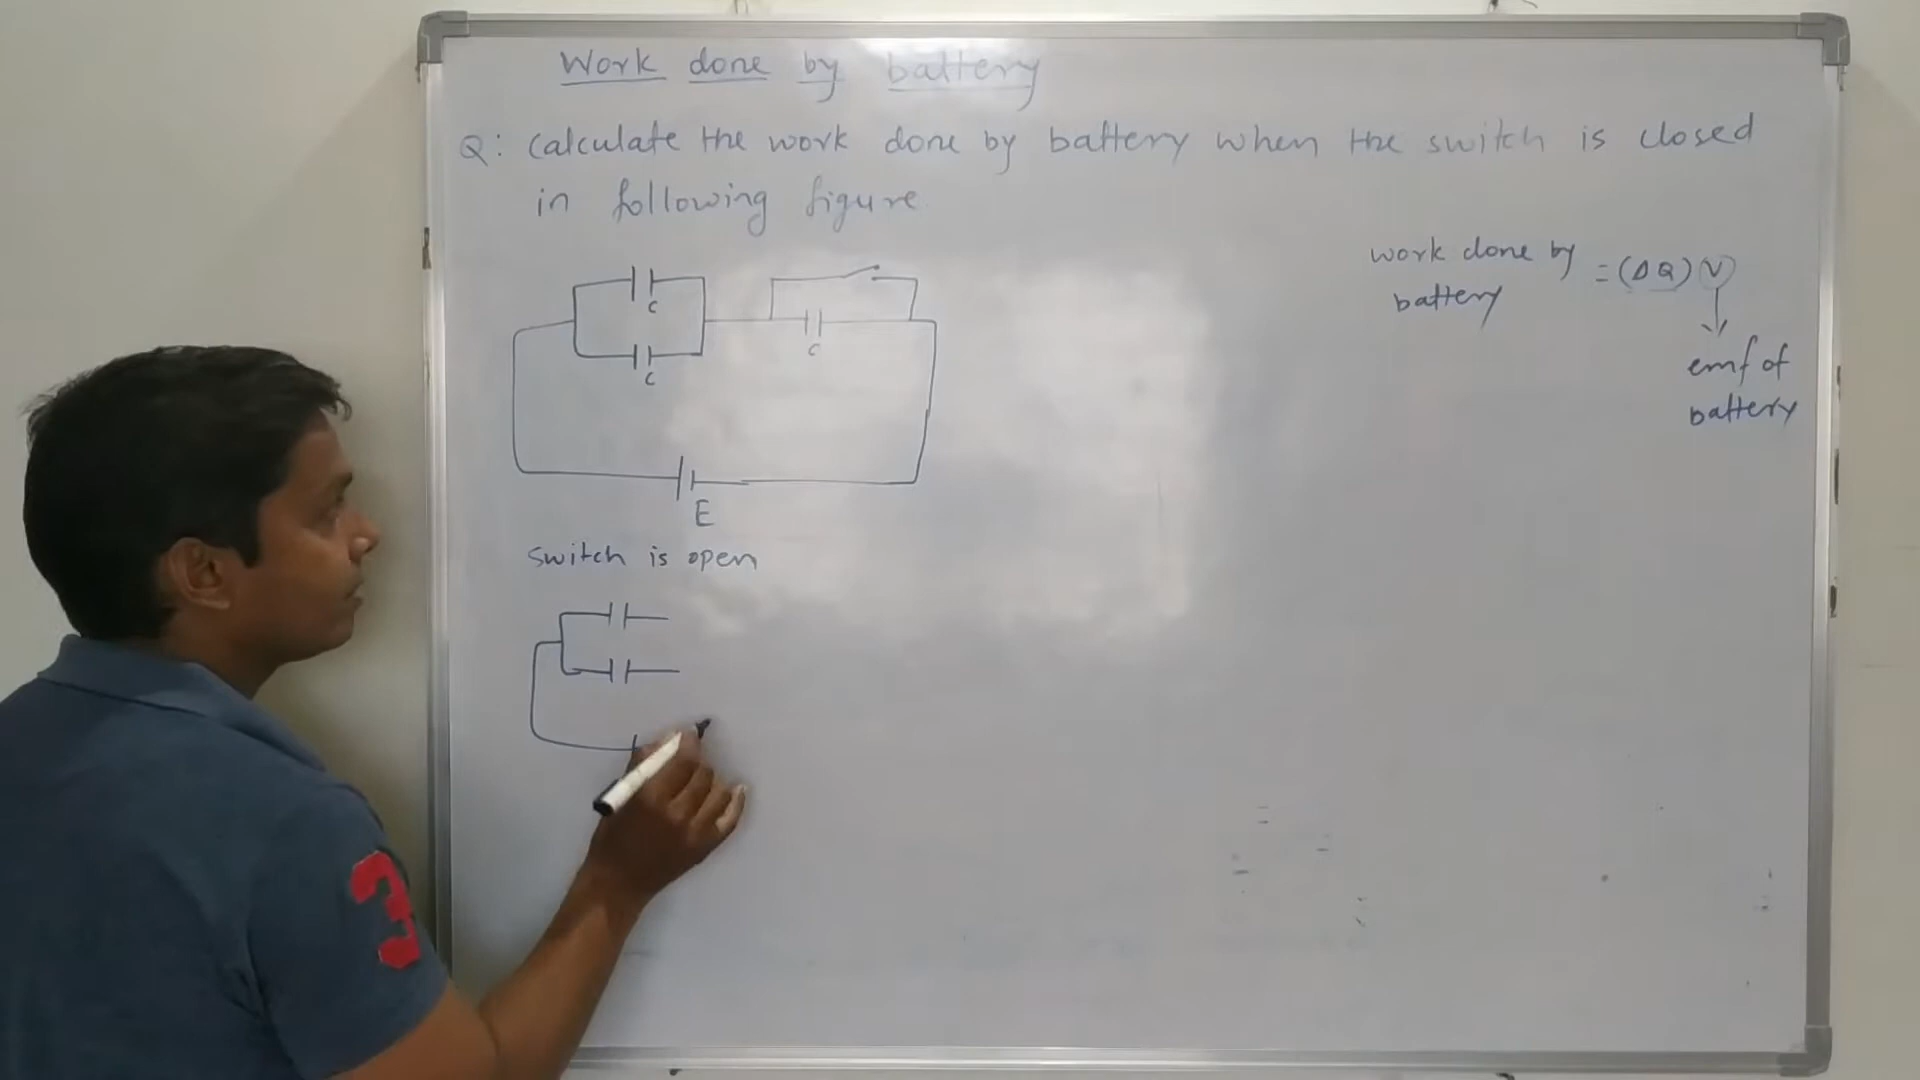 Work done by battery
Q: Calculate the work done by battery when the switch is closed
in following figure
work done by
battery
= (ΔQ) (V)
emf of
battery
C
C
C
E
Switch is open
3